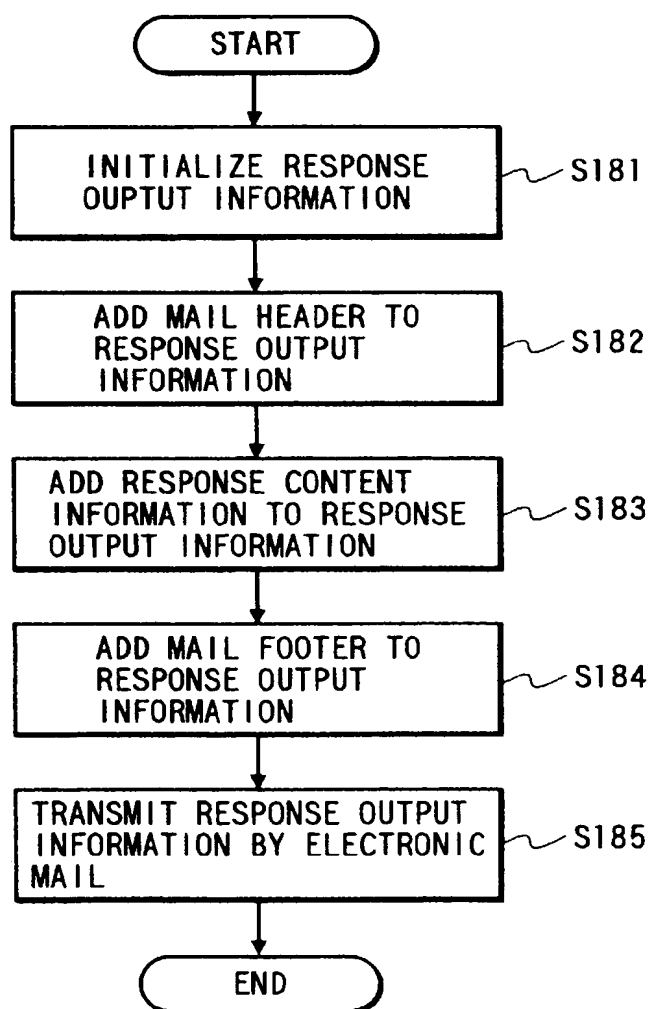 START
INITIALIZE RESPONSE
OUPTUT INFORMATION
S181
ADD MAIL HEADER TO
RESPONSE OUTPUT
INFORMATION
S182
ADD RESPONSE CONTENT
INFORMATION TO RESPONSE
OUTPUT INFORMATION
S183
ADD MAIL FOOTER TO
RESPONSE OUTPUT
INFORMATION
S184
TRANSMIT RESPONSE OUTPUT
INFORMATION BY ELECTRONIC
MAIL
S185
END